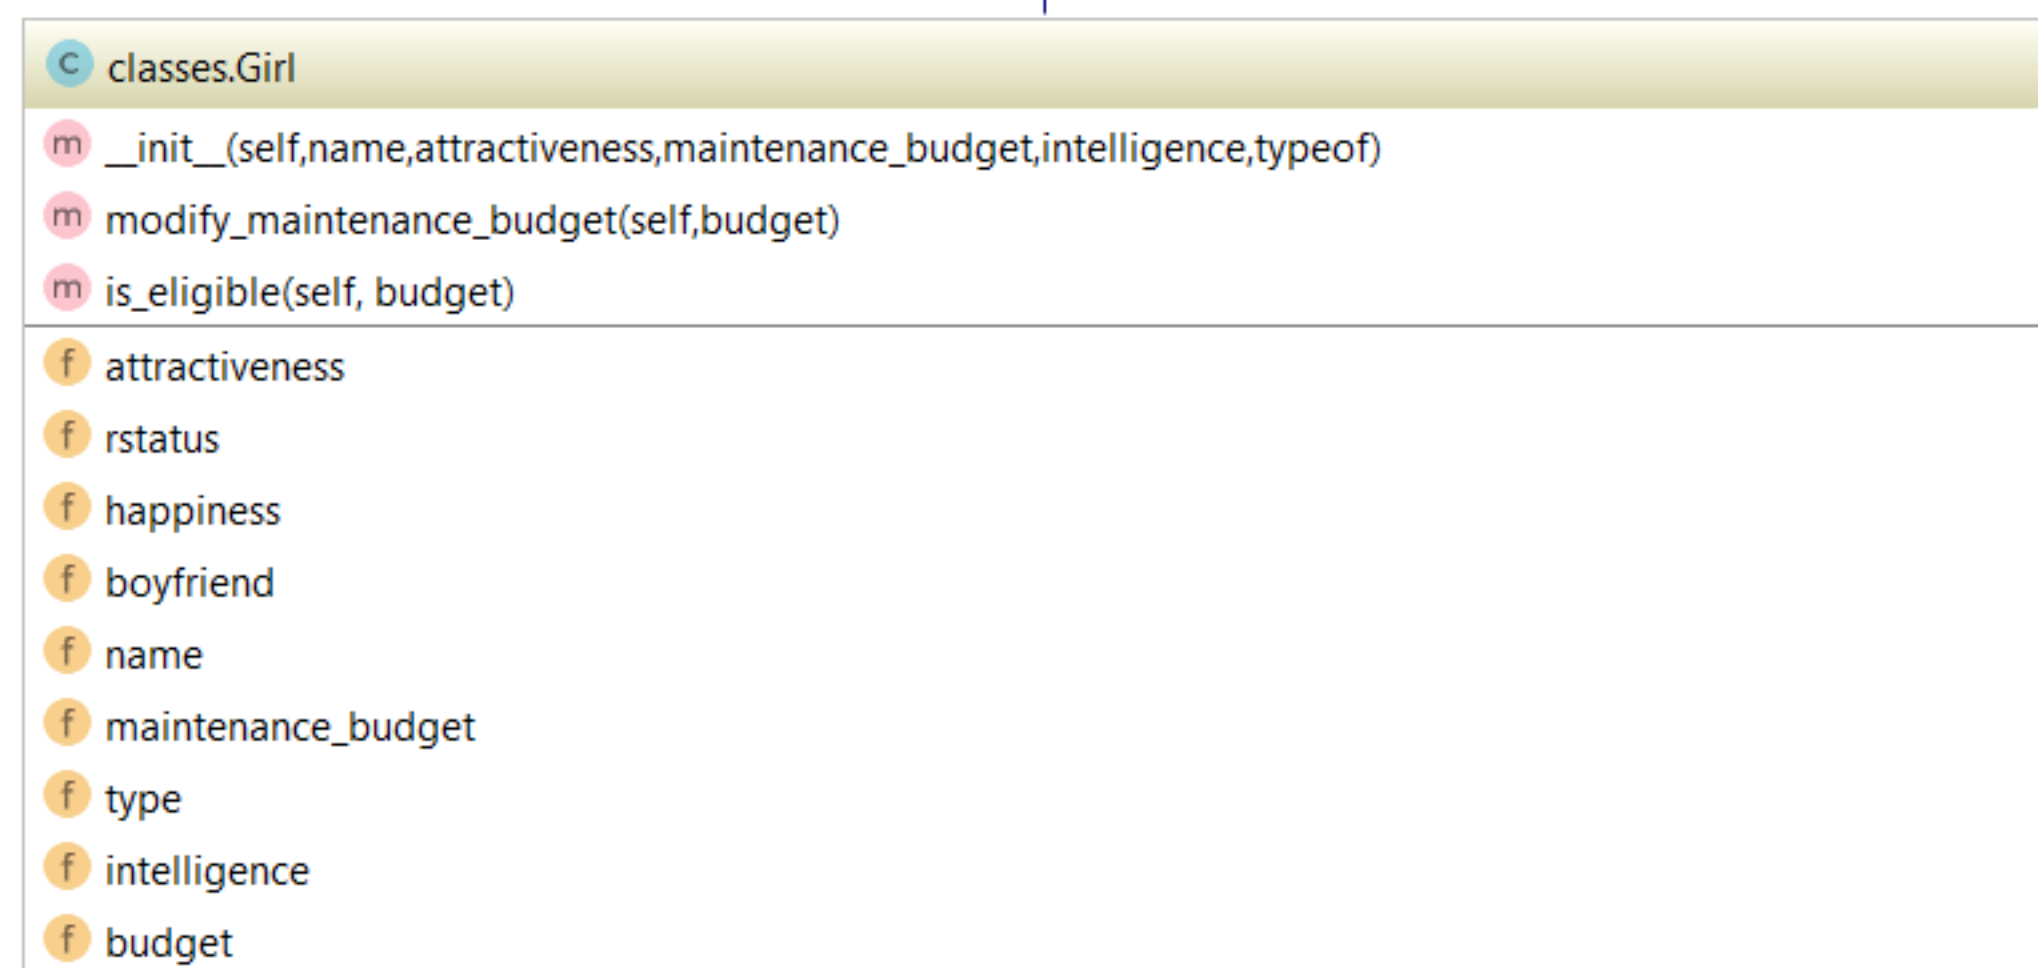 C classes.Girl
m __init__(self,name,attractiveness,maintenance_budget,intelligence,typeof)
m modify_maintenance_budget(self,budget)
m is_eligible(self, budget)
f attractiveness
f rstatus
f happiness
f boyfriend
f name
f maintenance_budget
f type
f intelligence
f budget